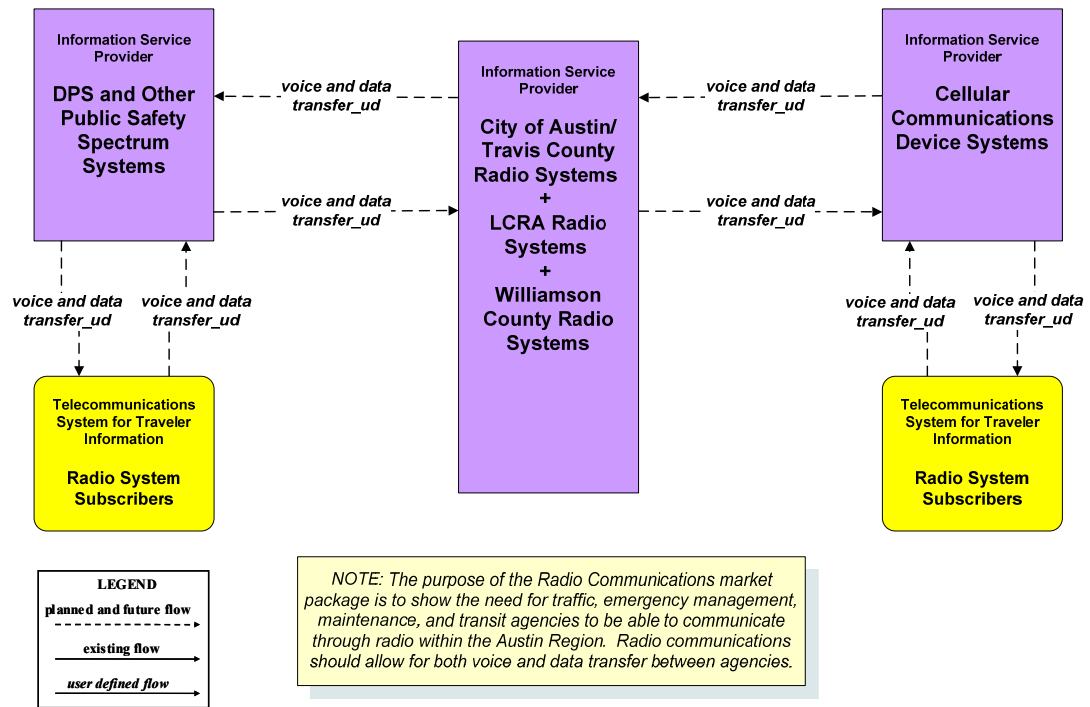 Information Service
Provider
DPS and Other
Public Safety
Spectrum
Systems
voice and data
transfer_ud
voice and data
transfer_ud
Information Service
Provider
City of Austin/
Travis County
Radio Systems
+
LCRA Radio
Systems
+
Williamson
County Radio
Systems
voice and data
transfer_ud
voice and data
transfer_ud
Information Service
Provider
Cellular
Communications
Device Systems
voice and data
transfer_ud
voice and data
transfer_ud
voice and data
transfer_ud
voice and data
transfer_ud
Telecommunications
System for Traveler
Information
Radio System
Subscribers
Telecommunications
System for Traveler
Information
Radio System
Subscribers
LEGEND
planned and future flow
existing flow
user defined flow
NOTE: The purpose of the Radio Communications market
package is to show the need for traffic, emergency management,
maintenance, and transit agencies to be able to communicate
through radio within the Austin Region. Radio communications
should allow for both voice and data transfer between agencies.